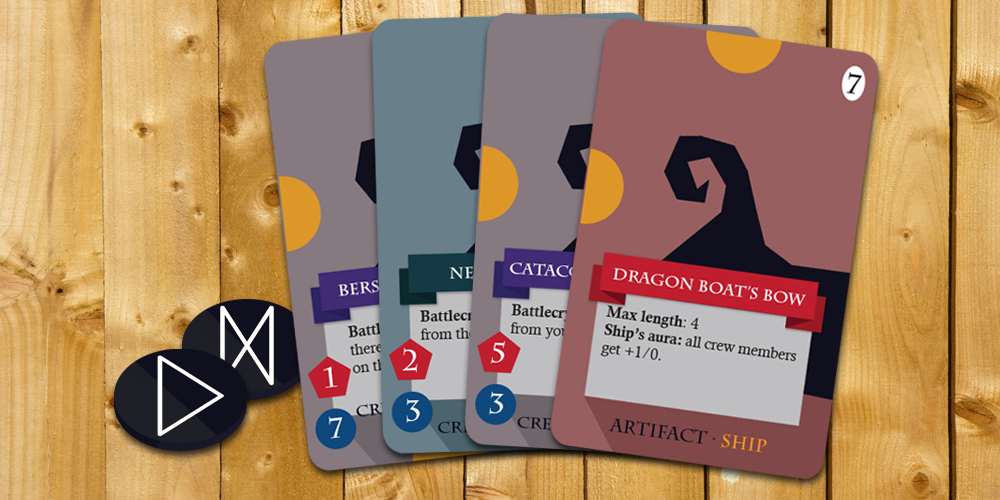 BERS
Battl
there
on th
1
7
CRE
NE
Battlecr
from the
2
3
CRE
CATACO
Battlecry
from you
5
3
CRE
7
DRAGON BOAT'S BOW
Max length: 4
Ship's aura: all crew members
get +1/0.
ARTIFACT · SHIP